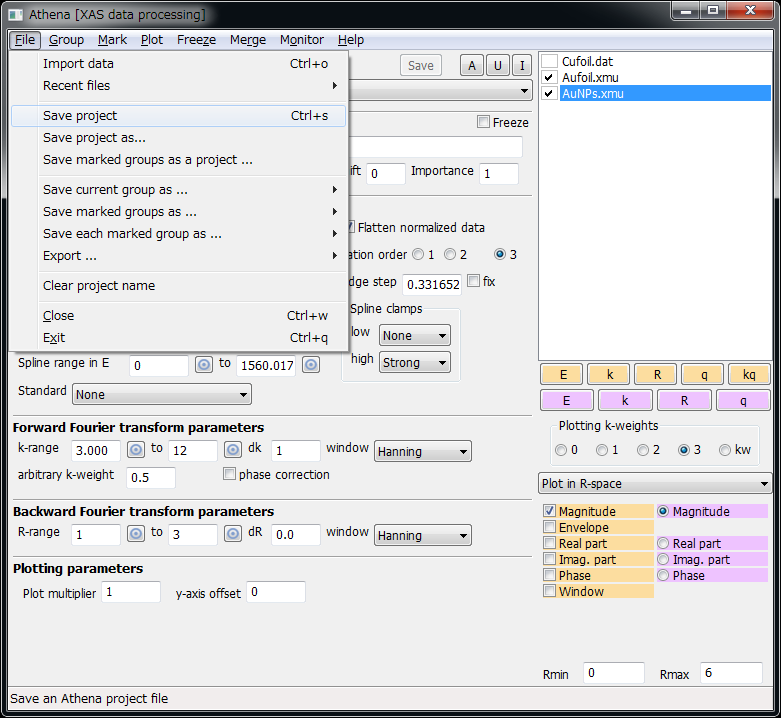 Athena [XAS data processing]
File Group Mark Plot Freeze Merge Monitor Help
Import data Ctrl+o
Recent files
Save project Ctrl+s
Save project as...
Save marked groups as a project ...
Save current group as ...
Save marked groups as ...
Save each marked group as ...
Export ...
Clear project name
Close Ctrl+w
Exit Ctrl+q
Save A U I
Freeze
ift 0 Importance 1
Flatten normalized data
ation order 1 2 3
dge step 0.331652 fix
Spline clamps
low None
high Strong
Spline range in E 0 to 1560.017
Standard None
Forward Fourier transform parameters
k-range 3.000 to 12 dk 1 window Hanning
arbitrary k-weight 0.5 phase correction
Backward Fourier transform parameters
R-range 1 to 3 dR 0.0 window Hanning
Plotting parameters
Plot multiplier 1 y-axis offset 0
Cufoil.dat
Aufoil.xmu
AuNPs.xmu
E k R q kq
E k R q
Plotting k-weights
0 1 2 3 kw
Plot in R-space
Magnitude Magnitude
Envelope
Real part Real part
Imag. part Imag. part
Phase Phase
Window
Rmin 0 Rmax 6
Save an Athena project file